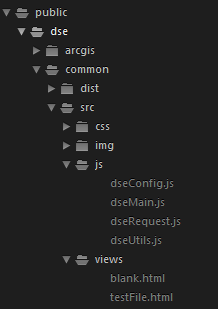 public
dse
arcgis
common
dist
src
css
img
js
dseConfig.js
dseMain.js
dseRequest.js
dseUtils.js
views
blank.html
testFile.html